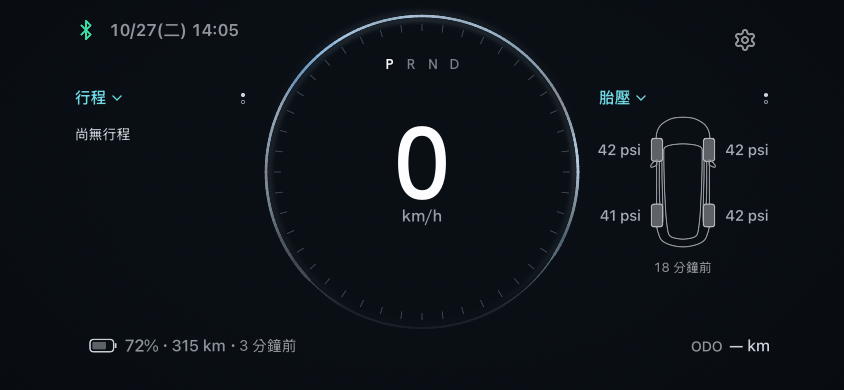 10/27(二) 14:05
P R N D
行程
胎壓
尚無行程
0
km/h
42 psi
42 psi
41 psi
42 psi
18 分鐘前
72% · 315 km · 3 分鐘前
ODO — km